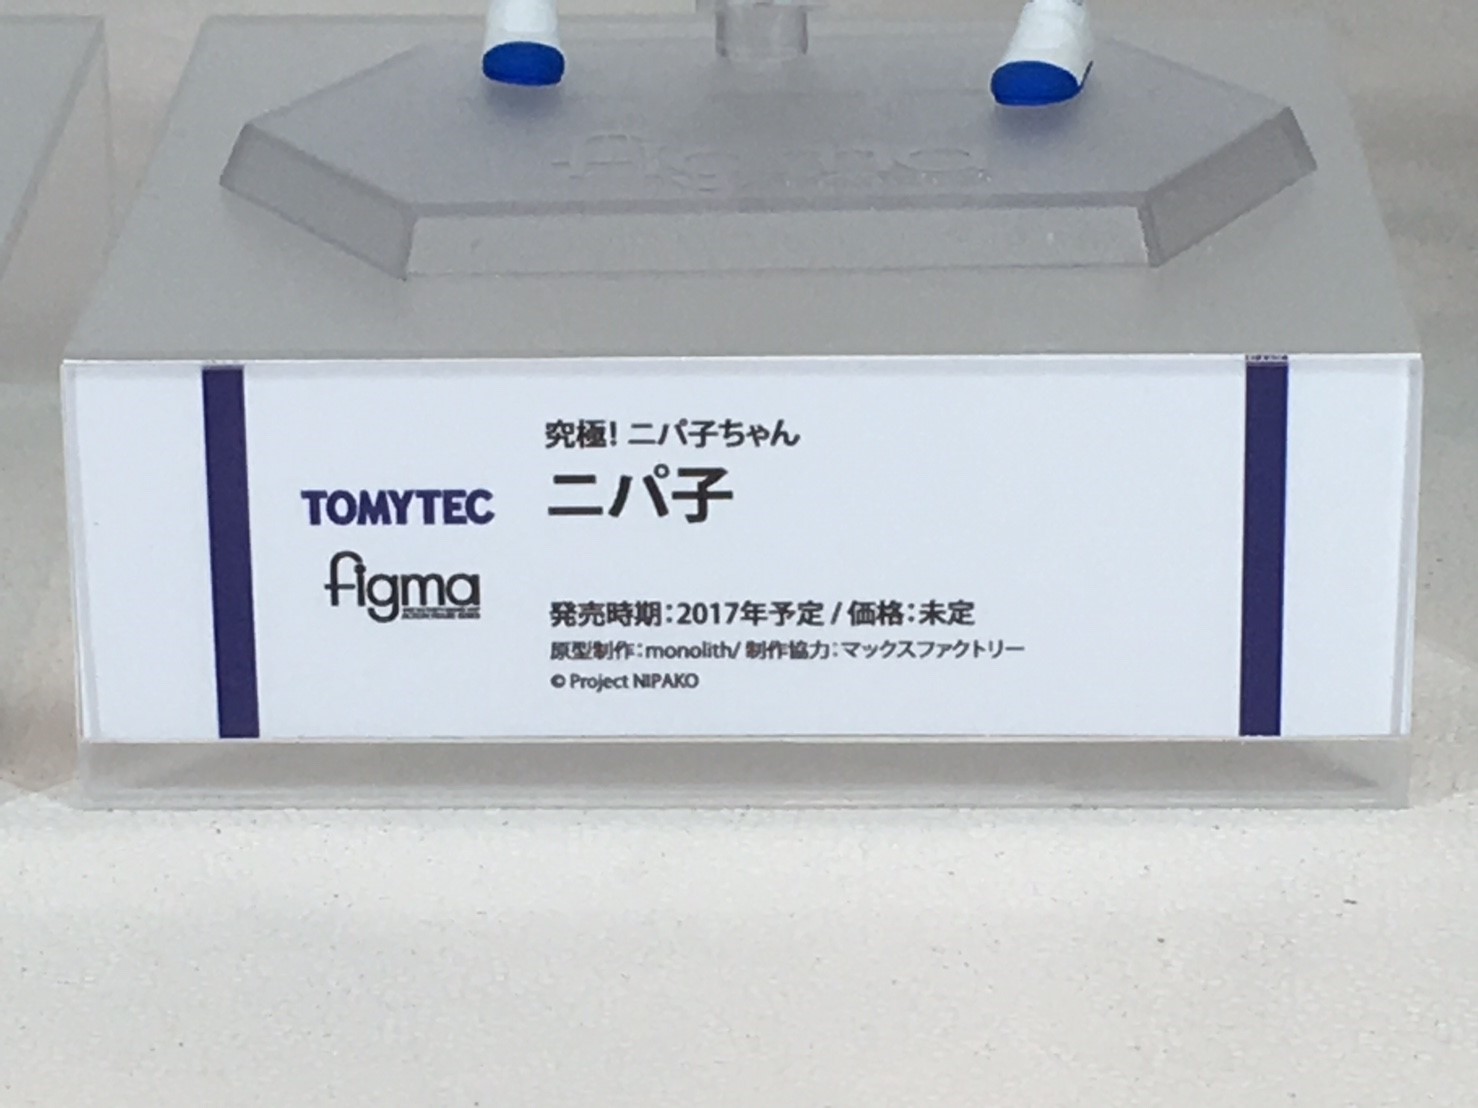 figma
究極！ニパ子ちゃん
ニパ子
TOMYTEC
figma
発売時期：2017年予定 / 価格：未定
原型制作：monolith/ 制作協力：マックスファクトリー
© Project NIPAKO